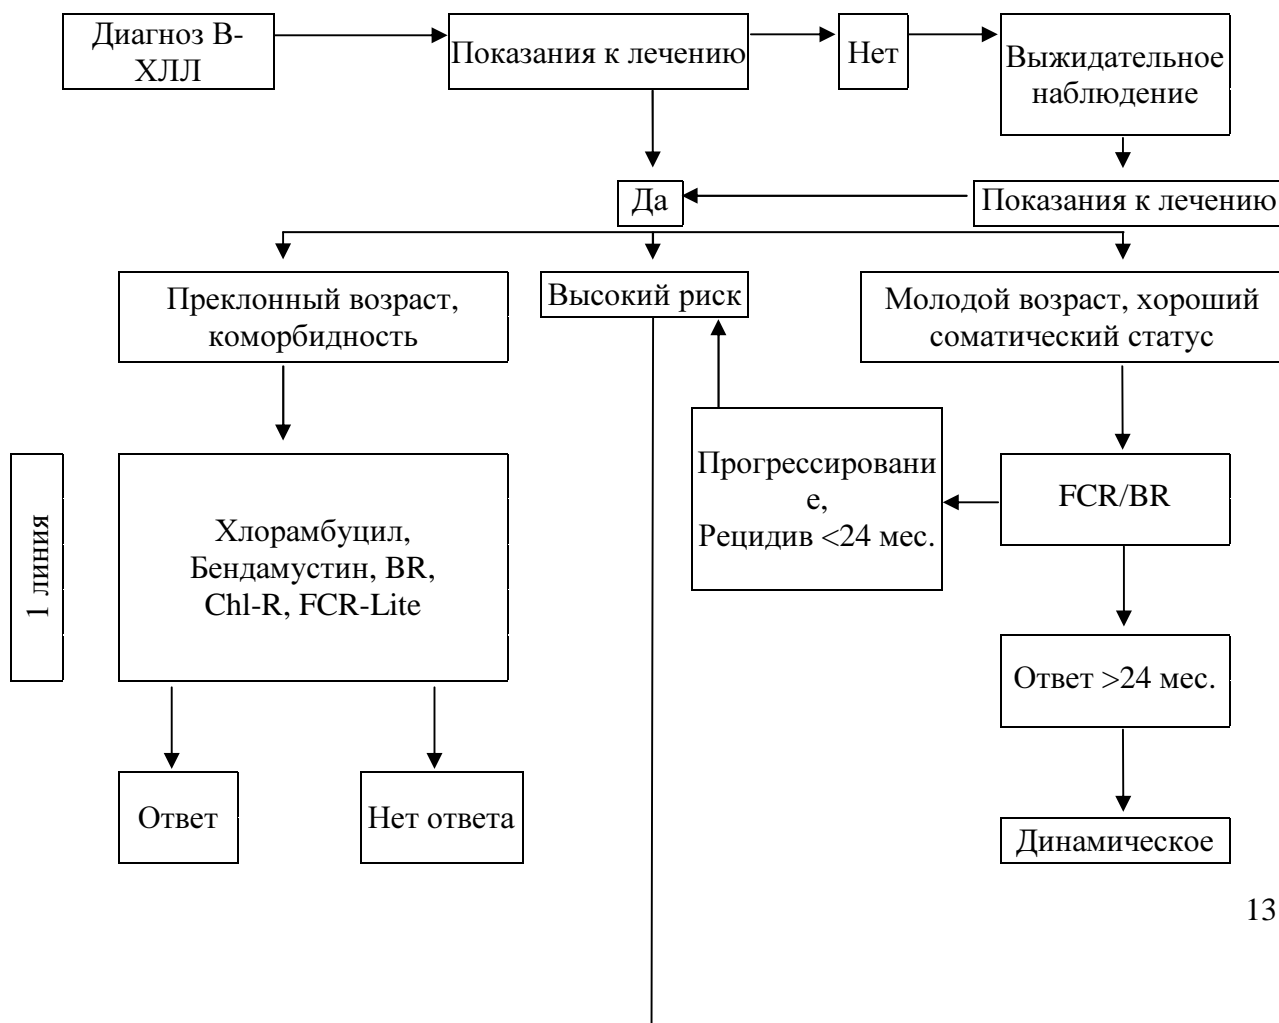 Диагноз В-
ХЛЛ
Показания к лечению
Нет
Выжидательное
наблюдение
Да
Показания к лечению
Преклонный возраст,
коморбидность
Высокий риск
Молодой возраст, хороший
соматический статус
Прогрессировани
е,
Рецидив <24 мес.
FCR/BR
1 линия
Хлорамбуцил,
Бендамустин, BR,
Chl-R, FCR-Lite
Ответ >24 мес.
Ответ
Нет ответа
Динамическое
13